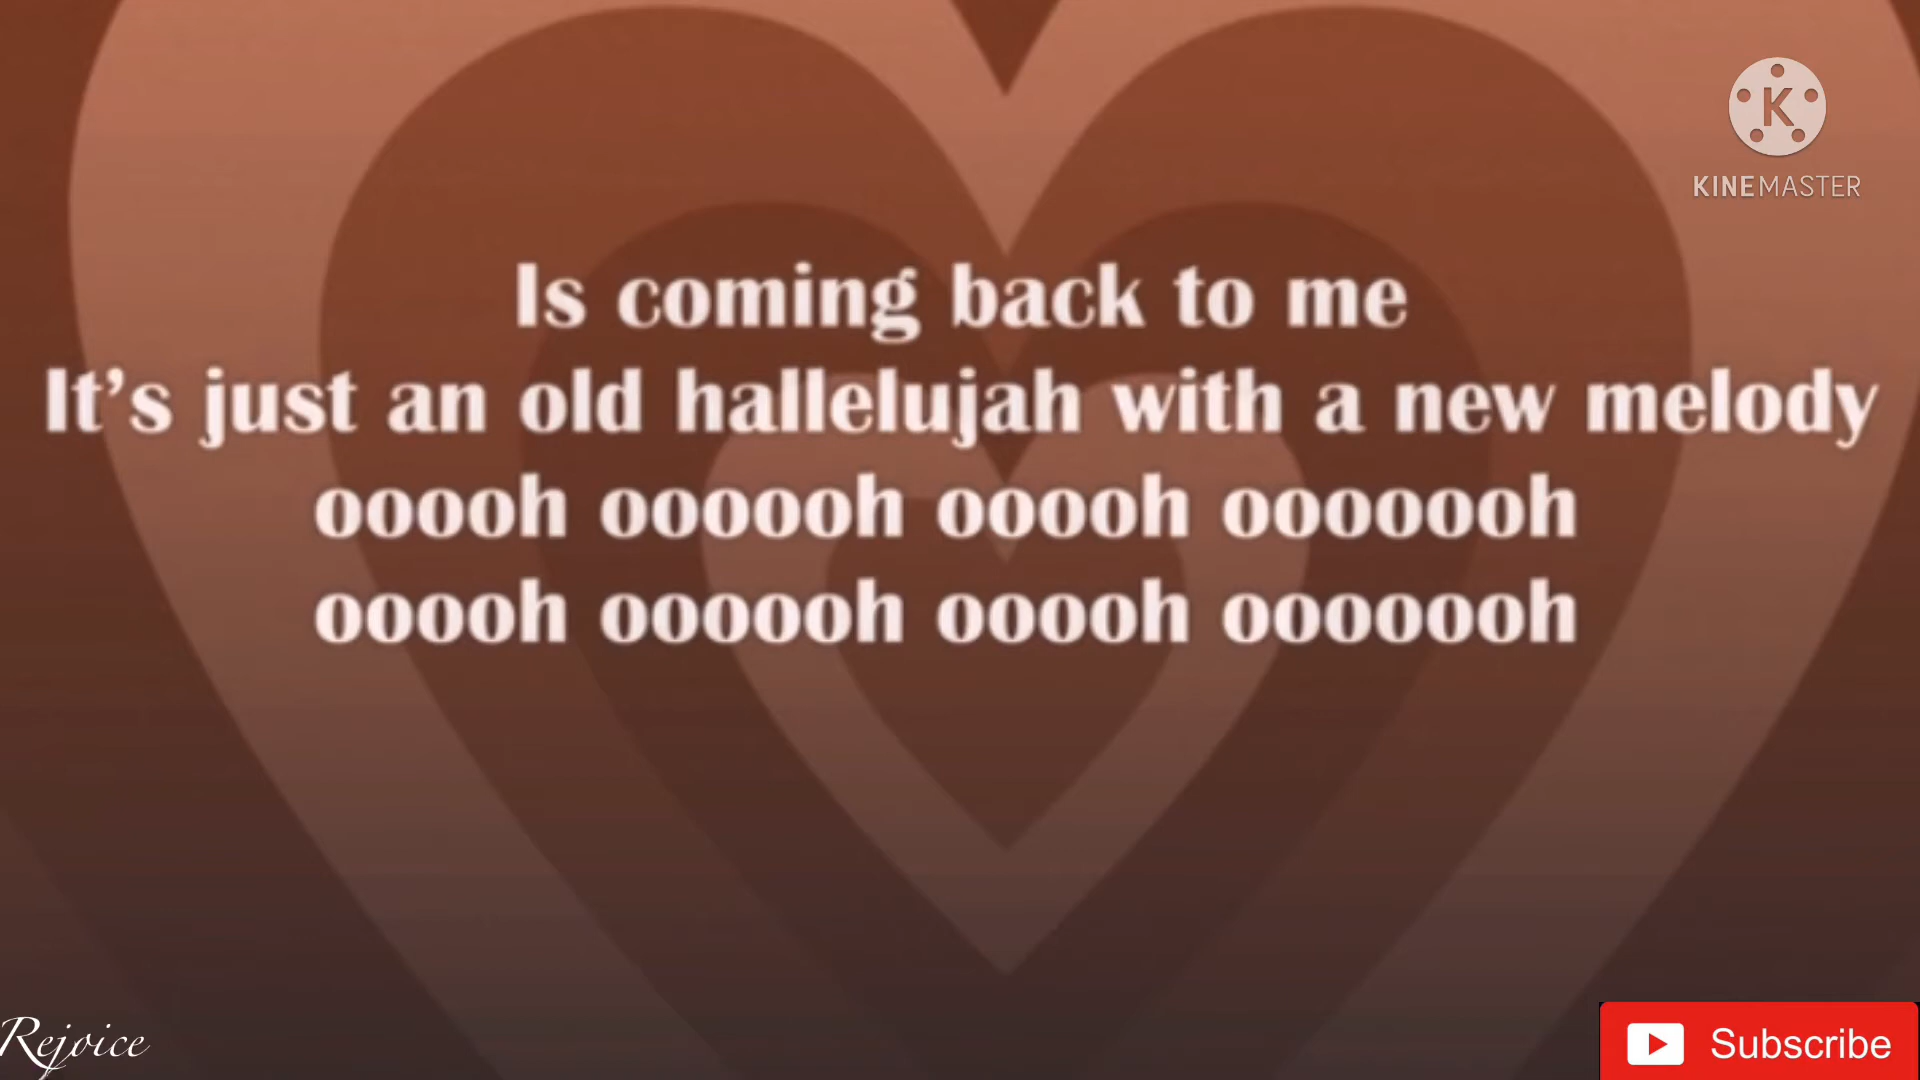 K
KINEMASTER
Is coming back to me
It's just an old hallelujah with a new melody
ooooh oooooh ooooh ooooooh
ooooh oooooh ooooh ooooooh
Rejoice
Subscribe